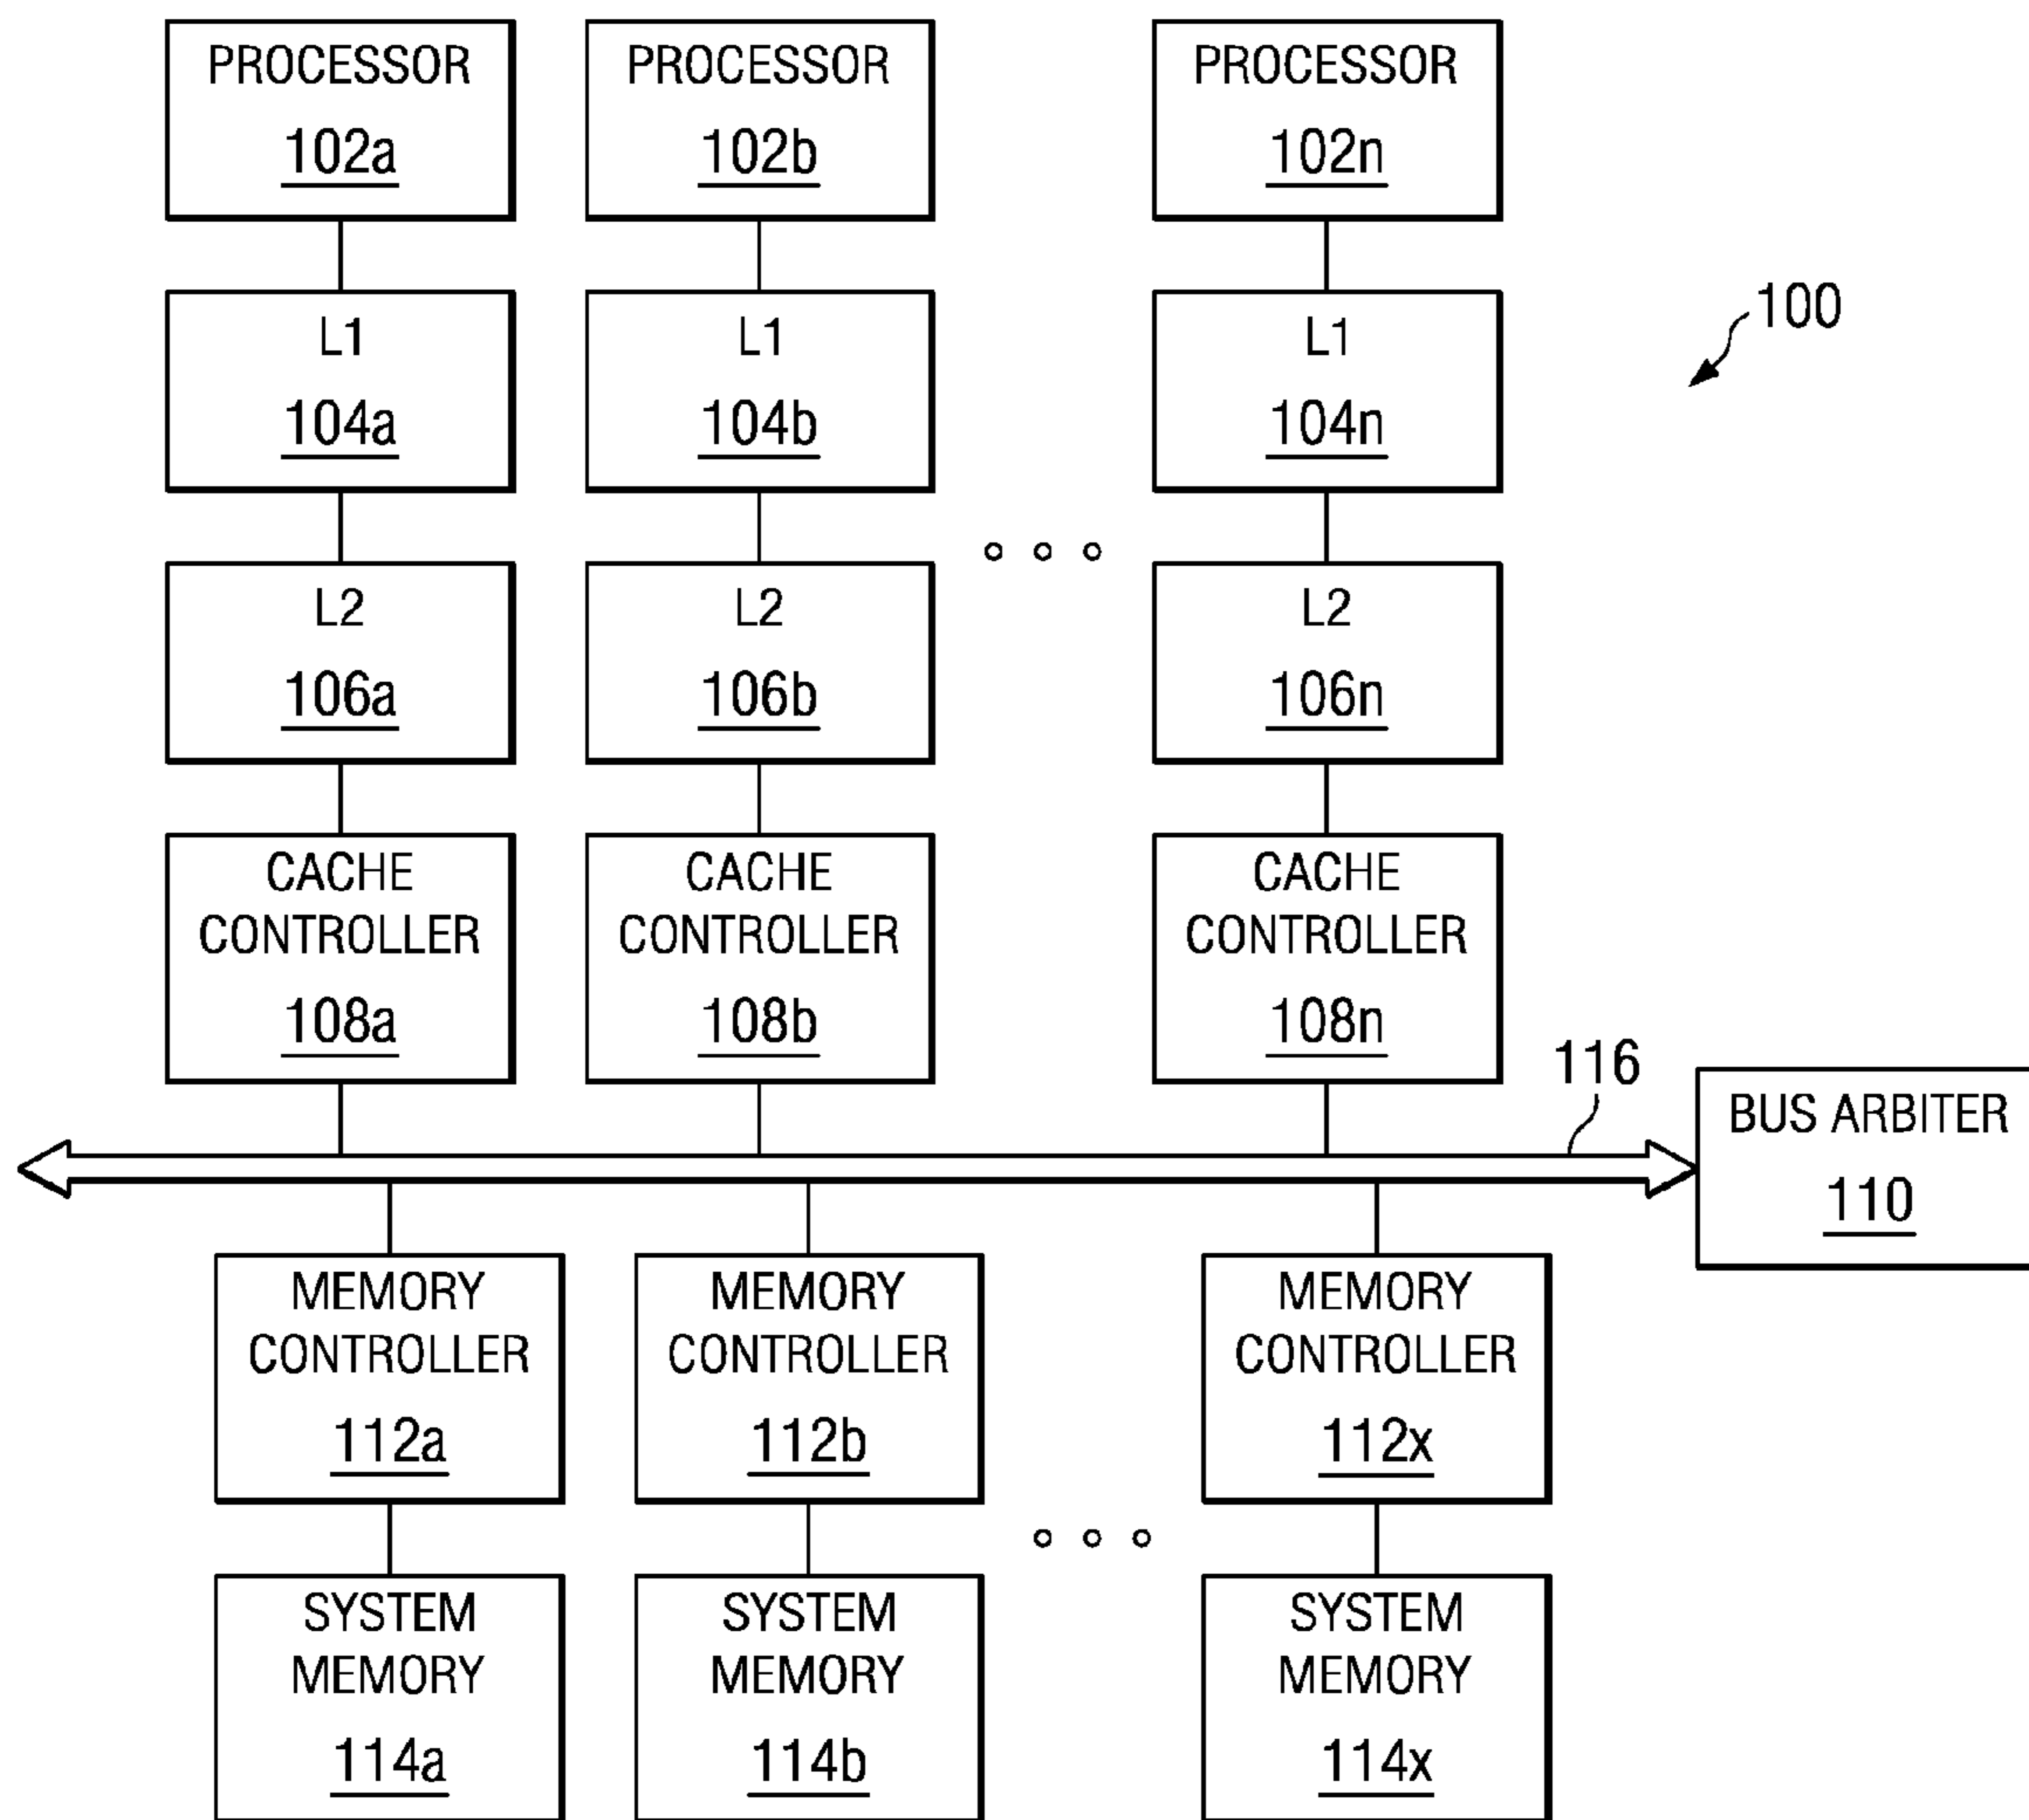 PROCESSOR
102a
PROCESSOR
102b
PROCESSOR
102n
L1
104a
L1
104b
L1
104n
100
L2
106a
L2
106b
L2
106n
CACHE
CONTROLLER
108a
CACHE
CONTROLLER
108b
CACHE
CONTROLLER
108n
116
BUS ARBITER
110
MEMORY
CONTROLLER
112a
MEMORY
CONTROLLER
112b
MEMORY
CONTROLLER
112x
SYSTEM
MEMORY
114a
SYSTEM
MEMORY
114b
SYSTEM
MEMORY
114x